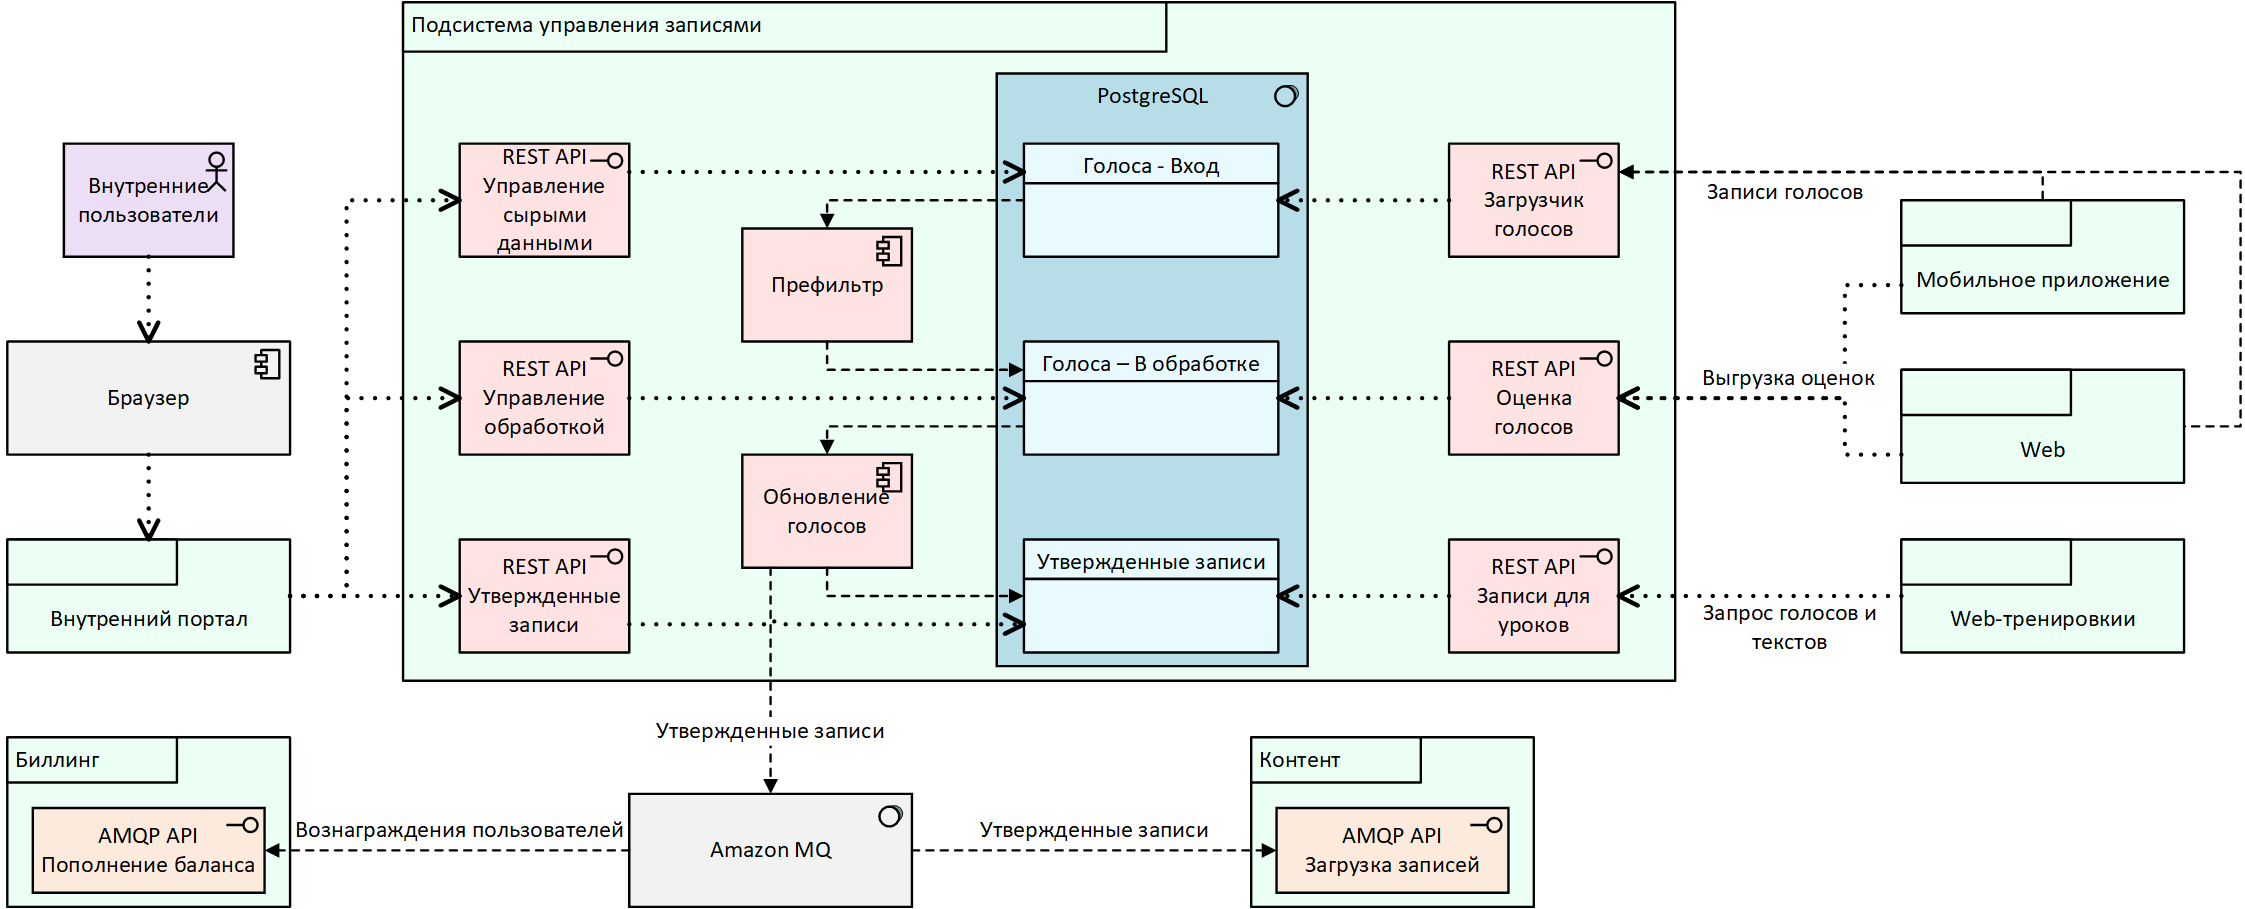 Подсистема управления записями
PostgreSQL
Внутренние
пользователи
REST API
Управление
сырыми
данными
Голоса - Вход
REST API
Загрузчик
голосов
Записи голосов
Мобильное приложение
Префильтр
Браузер
REST API
Управление
обработкой
Голоса – В обработке
REST API
Оценка
голосов
Выгрузка оценок
Web
Обновление
голосов
Внутренний портал
REST API
Утвержденные
записи
Утвержденные записи
REST API
Записи для
уроков
Запрос голосов и
текстов
Web-тренировкии
Утвержденные записи
Биллинг
AMQP API
Пополнение баланса
Вознаграждения пользователей
Amazon MQ
Утвержденные записи
Контент
AMQP API
Загрузка записей